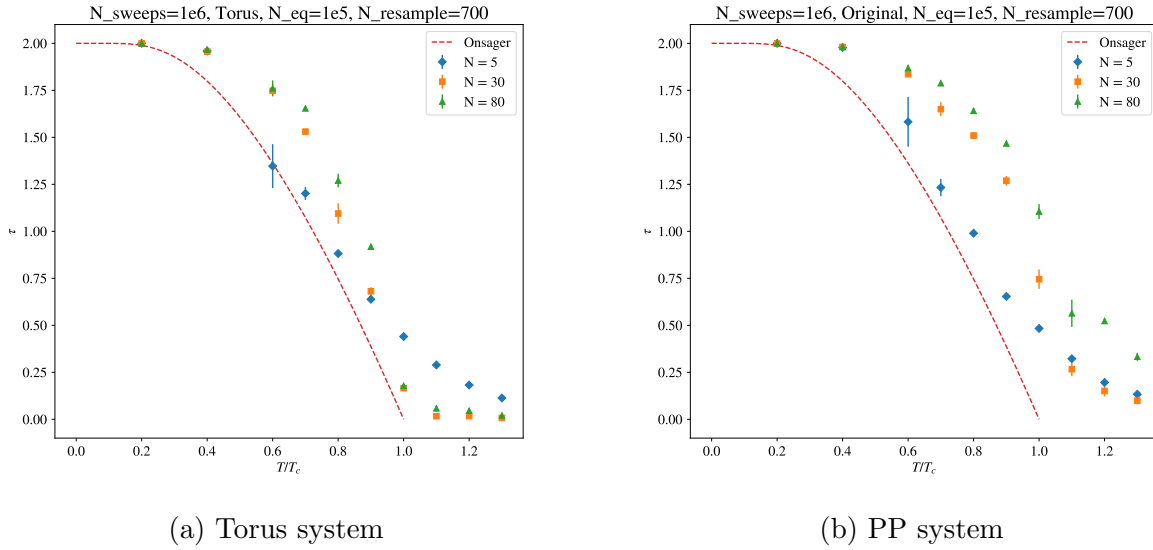 N_sweeps=1e6, Torus, N_eq=1e5, N_resample=700
2.00
1.75
1.50
1.25
1.00
0.75
0.50
0.25
0.00
τ
0.0 0.2 0.4 0.6 0.8 1.0 1.2
T/T_c
Onsager
N = 5
N = 30
N = 80
(a) Torus system
N_sweeps=1e6, Original, N_eq=1e5, N_resample=700
2.00
1.75
1.50
1.25
1.00
0.75
0.50
0.25
0.00
τ
0.0 0.2 0.4 0.6 0.8 1.0 1.2
T/T_c
Onsager
N = 5
N = 30
N = 80
(b) PP system